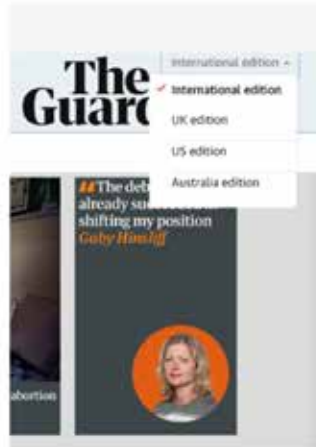 International edition
The
Guard
✓ International edition
UK edition
US edition
Australia edition
The deb
already su
shifting my position
Gaby Hinsliff
abortion